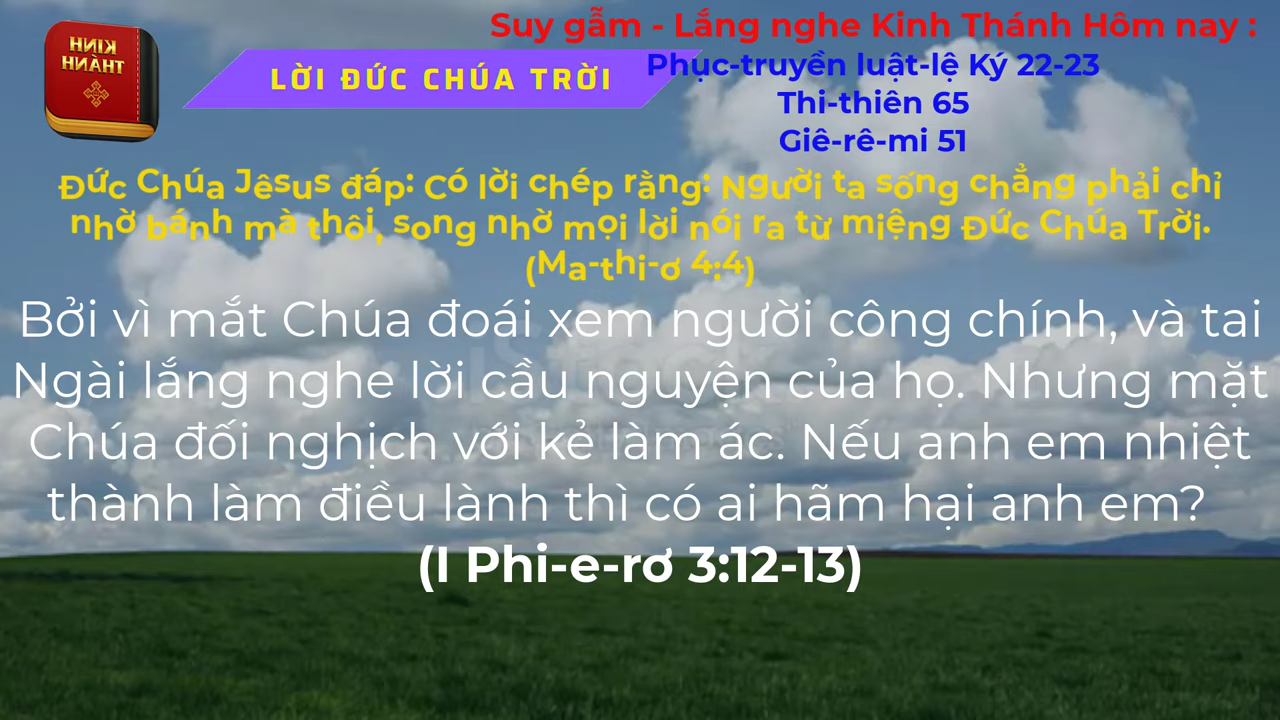 Suy gẫm - Lắng nghe Kinh Thánh Hôm nay :
KINH
THÀNH
LỜI ĐỨC CHÚA TRỜI
Phục-truyền luật-lệ Ký 22-23
Thi-thiên 65
Giê-rê-mi 51
Đức Chúa Jêsus đáp: Có lời chép rằng: Người ta sống chẳng phải chỉ
nhờ bánh mà thôi, song nhờ mọi lời nói ra từ miệng Đức Chúa Trời.
(Ma-thi-ơ 4:4)
Bởi vì mắt Chúa đoái xem người công chính, và tai
Ngài lắng nghe lời cầu nguyện của họ. Nhưng mặt
Chúa đối nghịch với kẻ làm ác. Nếu anh em nhiệt
thành làm điều lành thì có ai hãm hại anh em?
(I Phi-e-rơ 3:12-13)